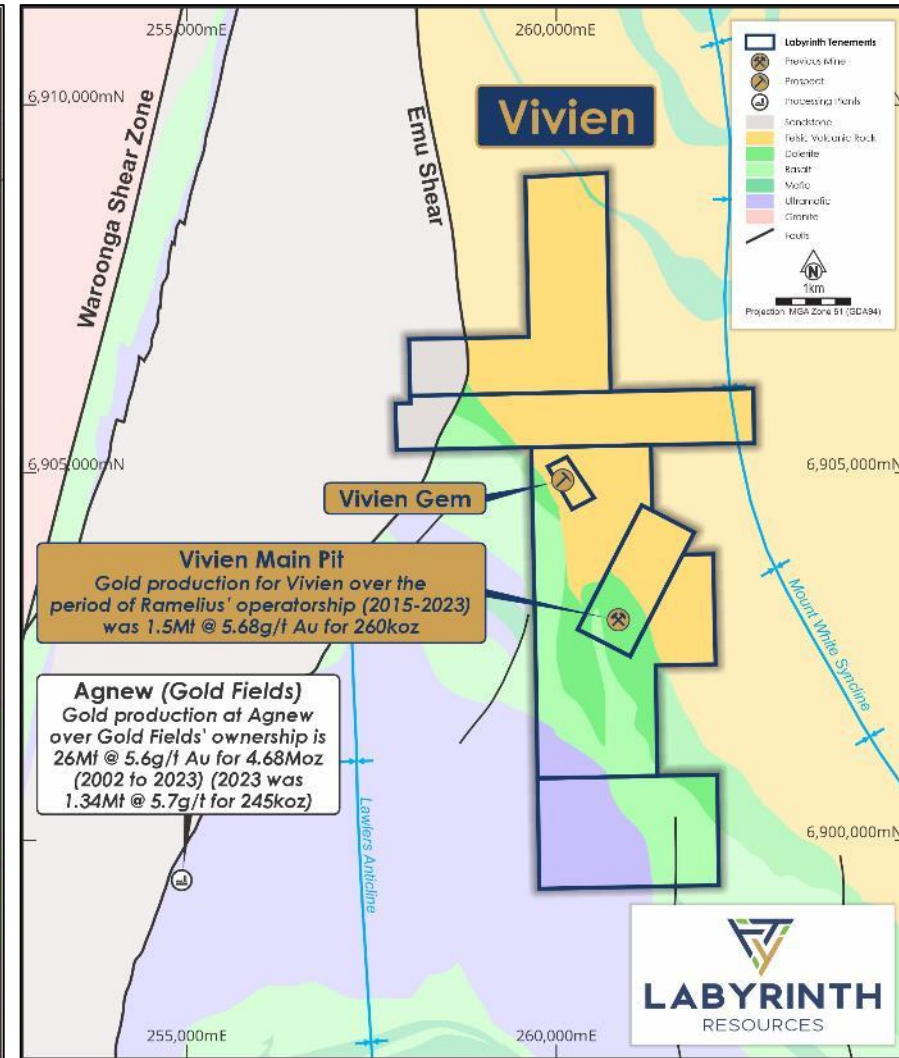 255,000mE
260,000mE
6,910,000mN
Waroonga Shear Zone
Emu Shear
Vivien
Labyrinth Tenements
Previous Mine
Prospect
Processing Plants
Sandstone
Felsic Volcanic Rock
Dolerite
Basalt
Mafic
Ultramafic
Granite
Faults
N
1km
Projection: MGA Zone 51 (GDA94)
6,905,000mN
6,905,000mN
Vivien Gem
Vivien Main Pit
Gold production for Vivien over the
period of Ramelius' operatorship (2015-2023)
was 1.5Mt @ 5.68g/t Au for 260koz
Mount White Syncline
Agnew (Gold Fields)
Gold production at Agnew
over Gold Fields' ownership is
26Mt @ 5.6g/t Au for 4.68Moz
(2002 to 2023) (2023 was
1.34Mt @ 5.7g/t for 245koz)
Lawlers Anticline
6,900,000mN
LABYRINTH
RESOURCES
255,000mE
260,000mE